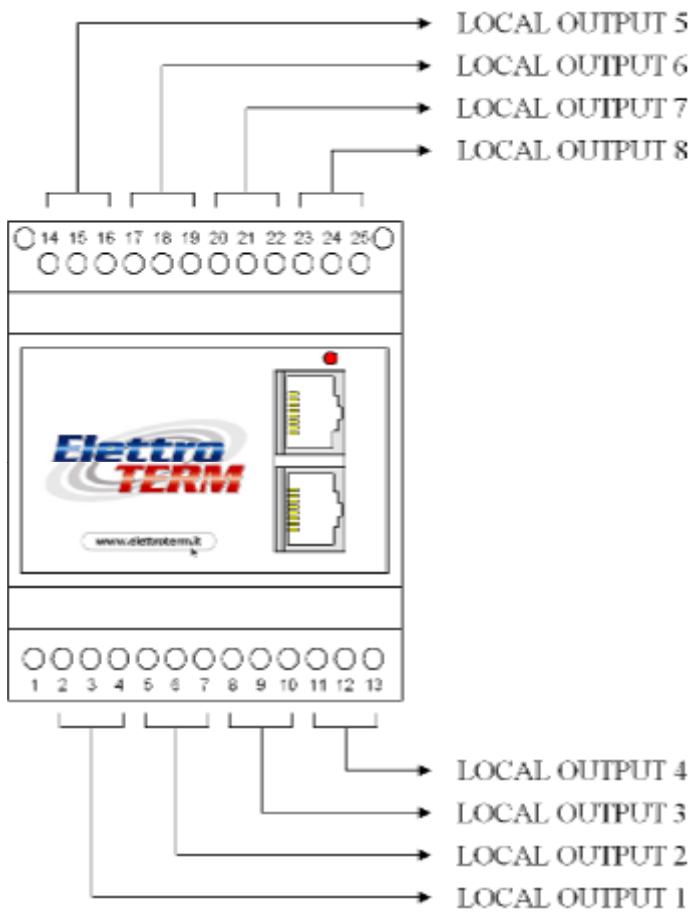 LOCAL OUTPUT 5
LOCAL OUTPUT 6
LOCAL OUTPUT 7
LOCAL OUTPUT 8
14 15 16 17 18 19 20 21 22 23 24 25
Elettro
TERM
www.elettroterm.it
1 2 3 4 5 6 7 8 9 10 11 12 13
LOCAL OUTPUT 4
LOCAL OUTPUT 3
LOCAL OUTPUT 2
LOCAL OUTPUT 1